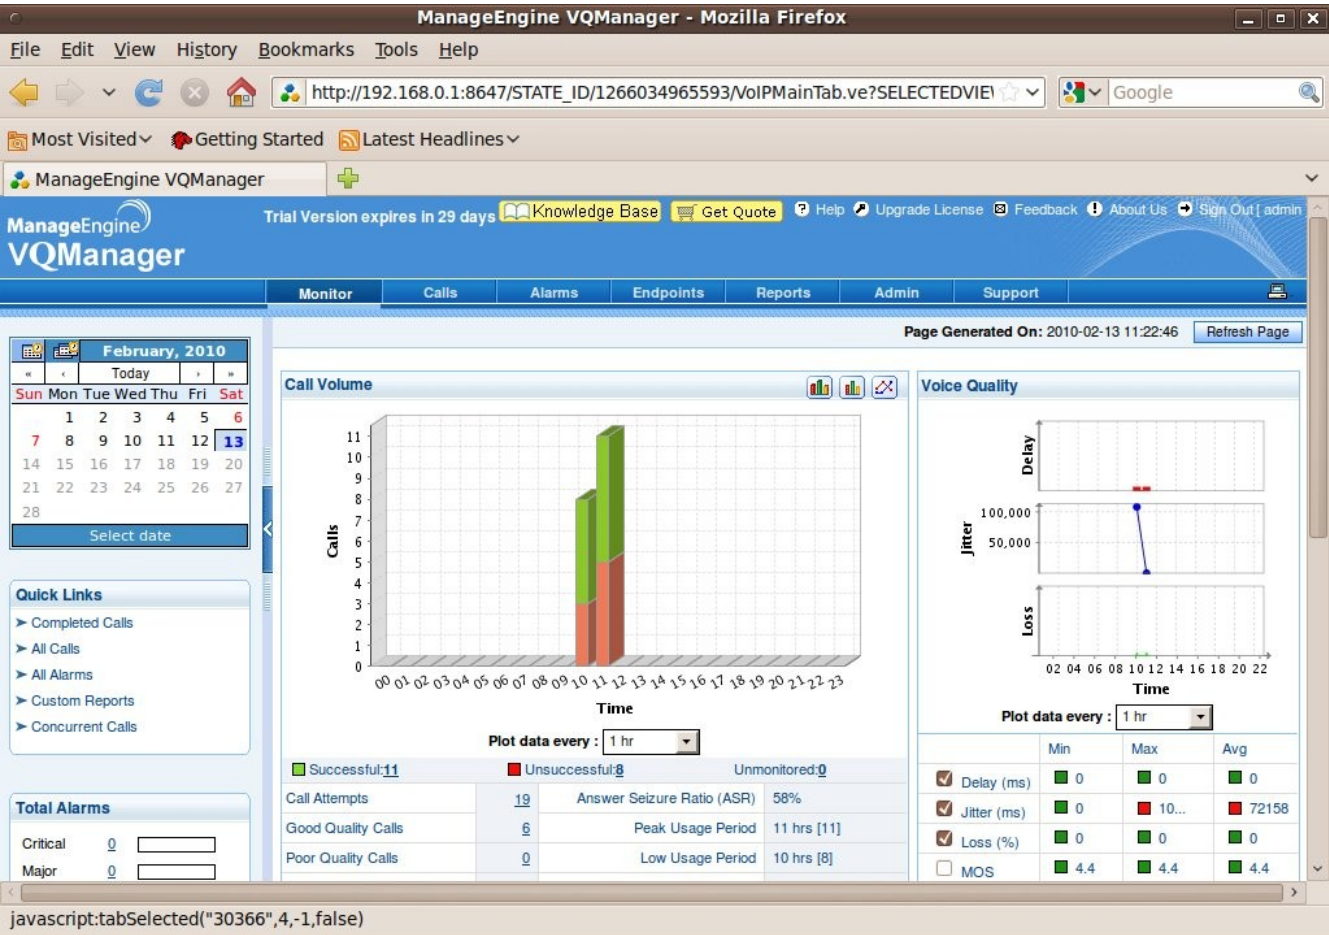 ManageEngine VQManager - Mozilla Firefox
File Edit View History Bookmarks Tools Help
http://192.168.0.1:8647/STATE_ID/1266034965593/VoIPMainTab.ve?SELECTEDVIE
Google
Most Visited Getting Started Latest Headlines
ManageEngine VQManager
ManageEngine
VQManager
Trial Version expires in 29 days Knowledge Base Get Quote Help Upgrade License Feedback About Us Sign Out [ admin
Monitor Calls Alarms Endpoints Reports Admin Support
Page Generated On: 2010-02-13 11:22:46 Refresh Page
February, 2010
« ‹ Today › »
Sun Mon Tue Wed Thu Fri Sat
1 2 3 4 5 6
7 8 9 10 11 12 13
14 15 16 17 18 19 20
21 22 23 24 25 26 27
28
Select date
Quick Links
Completed Calls
All Calls
All Alarms
Custom Reports
Concurrent Calls
Total Alarms
Critical 0
Major 0
Call Volume
11
10
9
8
7
6
5
4
3
2
1
0
Calls
00 01 02 03 04 05 06 07 08 09 10 11 12 13 14 15 16 17 18 19 20 21 22 23
Time
Plot data every : 1 hr
Successful:11 Unsuccessful:8 Unmonitored:0
Call Attempts 19 Answer Seizure Ratio (ASR) 58%
Good Quality Calls 6 Peak Usage Period 11 hrs [11]
Poor Quality Calls 0 Low Usage Period 10 hrs [8]
Voice Quality
Delay
100,000
50,000
Jitter
Loss
02 04 06 08 10 12 14 16 18 20 22
Time
Plot data every : 1 hr
Min Max Avg
Delay (ms) 0 0 0
Jitter (ms) 0 10... 72158
Loss (%) 0 0 0
MOS 4.4 4.4 4.4
javascript:tabSelected("30366",4,-1,false)